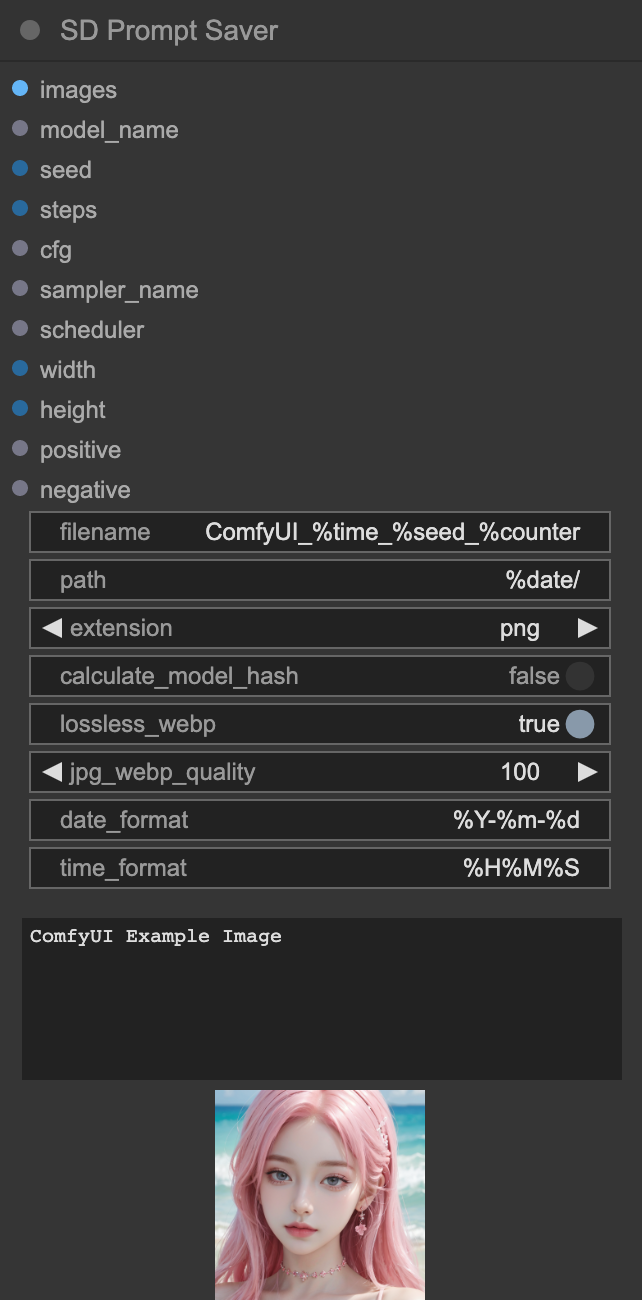 SD Prompt Saver
images
model_name
seed
steps
cfg
sampler_name
scheduler
width
height
positive
negative
filename ComfyUI_%time_%seed_%counter
path %date/
extension png
calculate_model_hash false
lossless_webp true
jpg_webp_quality 100
date_format %Y-%m-%d
time_format %H%M%S
ComfyUI Example Image